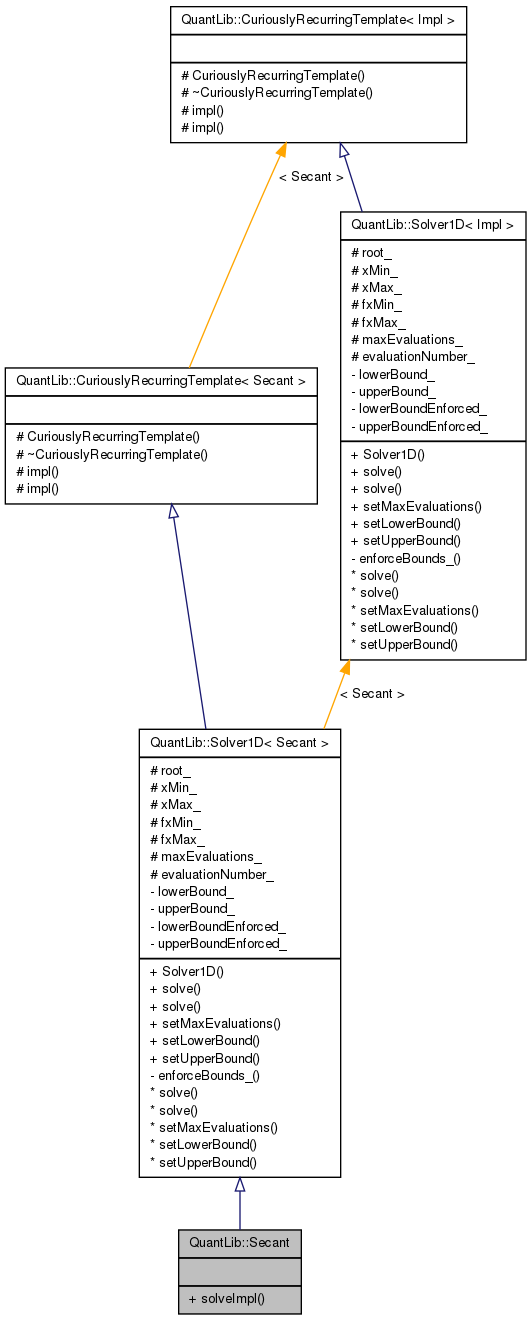 QuantLib::CuriouslyRecurringTemplate< Impl >
# CuriouslyRecurringTemplate()
# ~CuriouslyRecurringTemplate()
# impl()
# impl()
< Secant >
QuantLib::Solver1D< Impl >
# root_
# xMin_
# xMax_
# fxMin_
# fxMax_
# maxEvaluations_
# evaluationNumber_
- lowerBound_
- upperBound_
- lowerBoundEnforced_
- upperBoundEnforced_
+ Solver1D()
+ solve()
+ solve()
+ setMaxEvaluations()
+ setLowerBound()
+ setUpperBound()
- enforceBounds_()
* solve()
* solve()
* setMaxEvaluations()
* setLowerBound()
* setUpperBound()
QuantLib::CuriouslyRecurringTemplate< Secant >
# CuriouslyRecurringTemplate()
# ~CuriouslyRecurringTemplate()
# impl()
# impl()
< Secant >
QuantLib::Solver1D< Secant >
# root_
# xMin_
# xMax_
# fxMin_
# fxMax_
# maxEvaluations_
# evaluationNumber_
- lowerBound_
- upperBound_
- lowerBoundEnforced_
- upperBoundEnforced_
+ Solver1D()
+ solve()
+ solve()
+ setMaxEvaluations()
+ setLowerBound()
+ setUpperBound()
- enforceBounds_()
* solve()
* solve()
* setMaxEvaluations()
* setLowerBound()
* setUpperBound()
QuantLib::Secant
+ solveImpl()